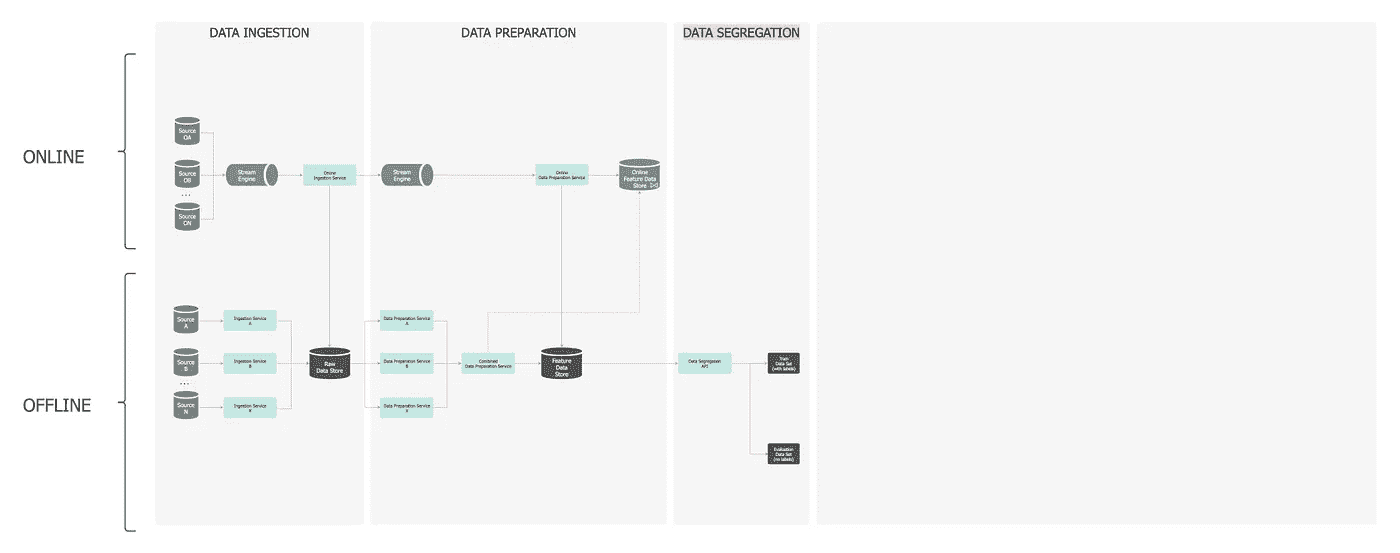 DATA INGESTION
DATA PREPARATION
DATA SEGREGATION
ONLINE
Source
OA
Source
OB
...
Source
ON
Stream
Engine
Online
Ingestion Service
Stream
Engine
Online
Data Preparation Service
Online
Feature Data
Store
OFFLINE
Source
A
Source
B
...
Source
N
Ingestion Service
A
Ingestion Service
B
Ingestion Service
Raw
Data Store
Data Preparation Service
A
Data Preparation Service
B
Data Preparation Service
Combined
Data Preparation Service
Feature
Data
Store
Data Segregation
API
Train
Data Set
(with labels)
Evaluation
Data Set
(no labels)